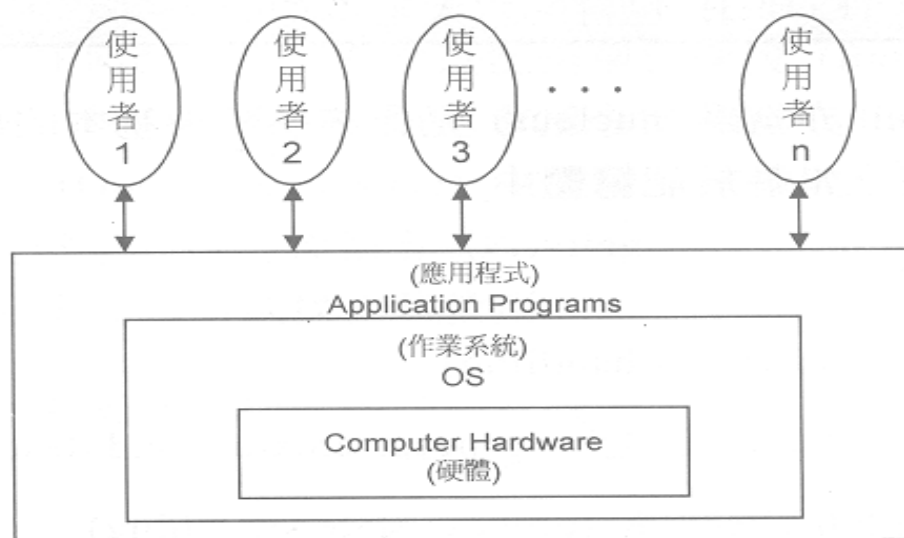 使用者1
使用者2
使用者3
· · ·
使用者n
(應用程式)
Application Programs
(作業系統)
OS
Computer Hardware
(硬體)